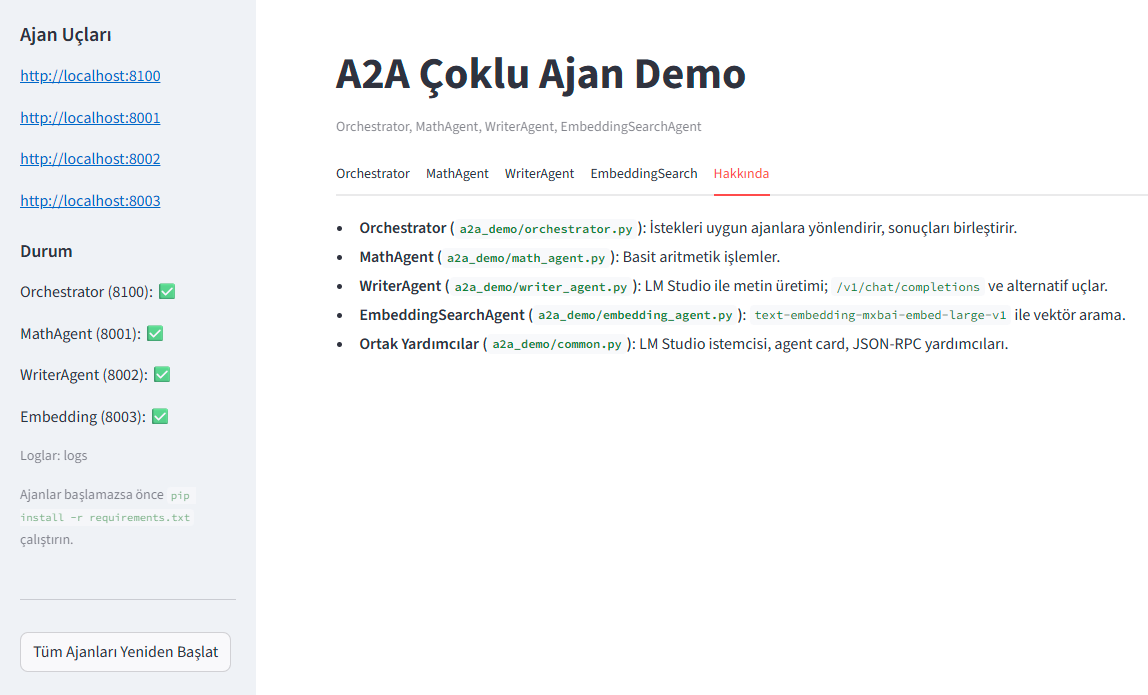 Ajan Uçları
http://localhost:8100
http://localhost:8001
http://localhost:8002
http://localhost:8003
Durum
Orchestrator (8100): ✅
MathAgent (8001): ✅
WriterAgent (8002): ✅
Embedding (8003): ✅
Loglar: logs
Ajanlar başlamazsa önce pip
install -r requirements.txt
çalıştırın.
Tüm Ajanları Yeniden Başlat
A2A Çoklu Ajan Demo
Orchestrator, MathAgent, WriterAgent, EmbeddingSearchAgent
Orchestrator MathAgent WriterAgent EmbeddingSearch Hakkında
• Orchestrator ( a2a_demo/orchestrator.py ): İstekleri uygun ajanlara yönlendirir, sonuçları birleştirir.
• MathAgent ( a2a_demo/math_agent.py ): Basit aritmetik işlemler.
• WriterAgent ( a2a_demo/writer_agent.py ): LM Studio ile metin üretimi; /v1/chat/completions ve alternatif uçlar.
• EmbeddingSearchAgent ( a2a_demo/embedding_agent.py ): text-embedding-mxbai-embed-large-v1 ile vektör arama.
• Ortak Yardımcılar ( a2a_demo/common.py ): LM Studio istemcisi, agent card, JSON-RPC yardımcıları.